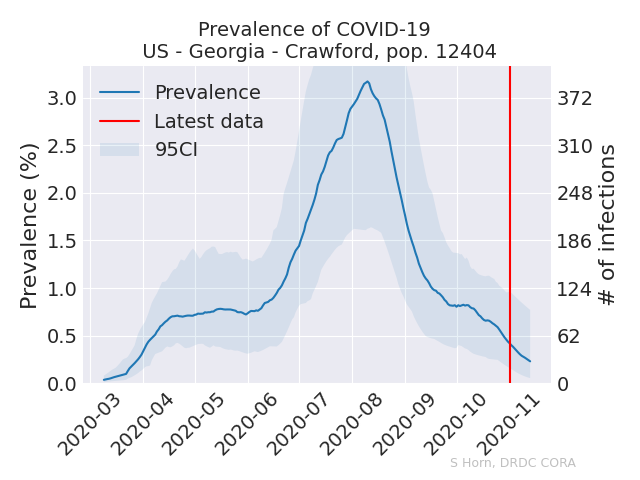 Prevalence of COVID-19
US - Georgia - Crawford, pop. 12404
Prevalence (%)
3.0
2.5
2.0
1.5
1.0
0.5
0.0
Prevalence
Latest data
95CI
372
310
248
186
124
62
0
# of infections
2020-03
2020-04
2020-05
2020-06
2020-07
2020-08
2020-09
2020-10
2020-11
S Horn, DRDC CORA